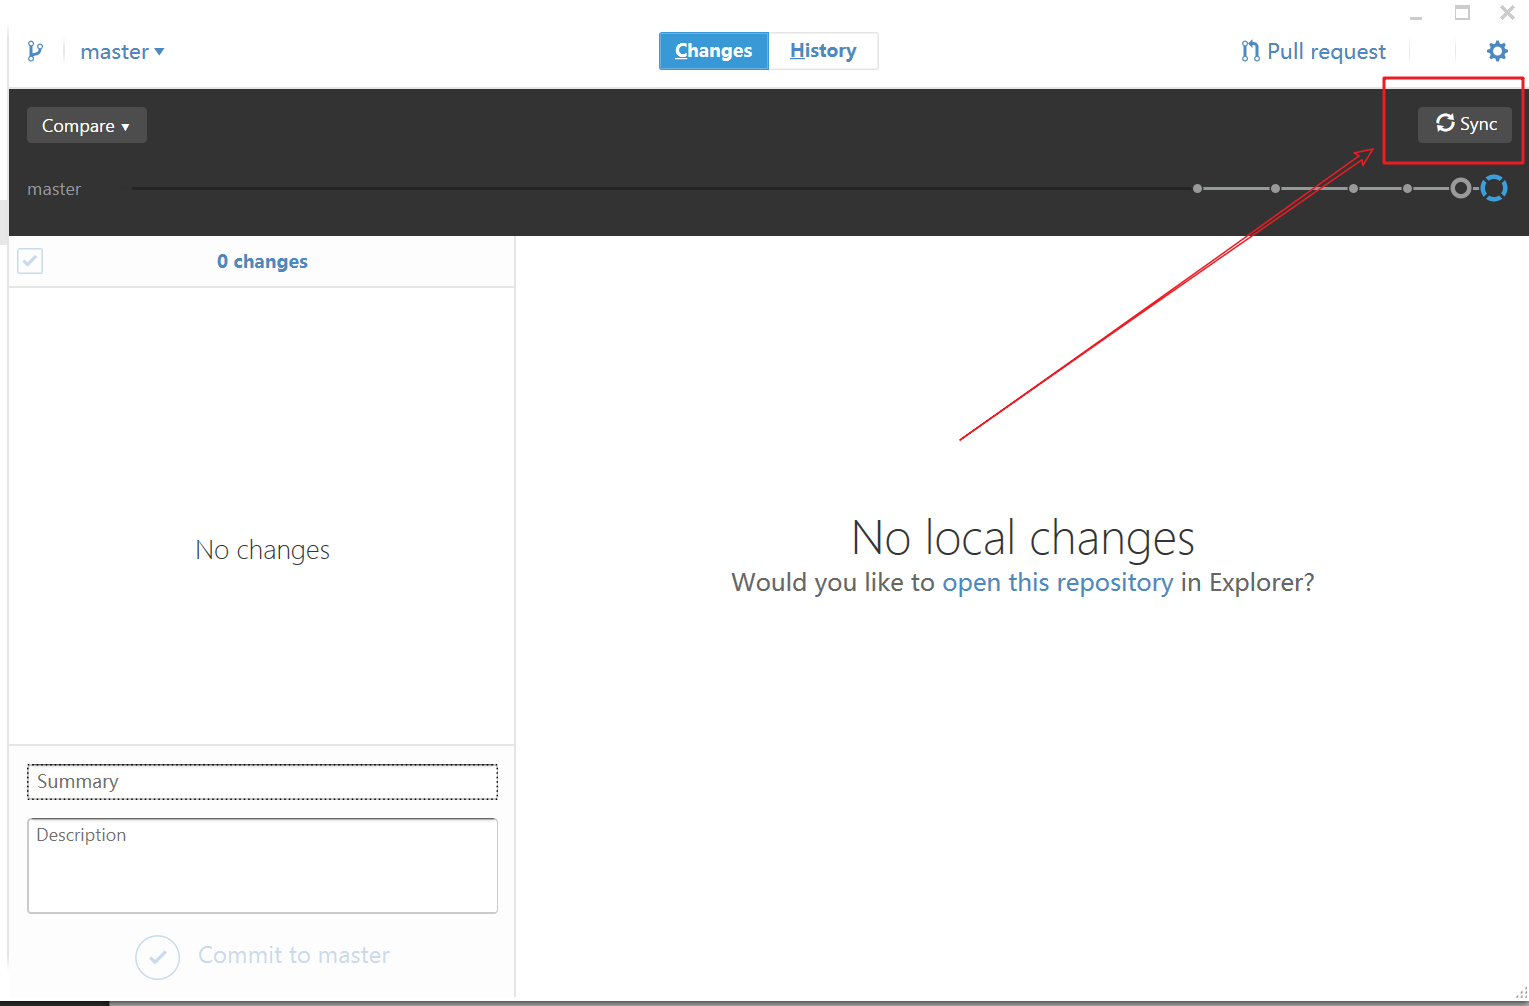 master
Changes
History
Pull request
Compare
Sync
master
0 changes
No changes
No local changes
Would you like to open this repository in Explorer?
Summary
Description
Commit to master